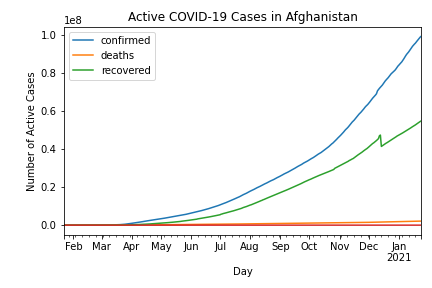 Active COVID-19 Cases in Afghanistan
1e8
confirmed
deaths
recovered
Number of Active Cases
1.0
0.8
0.6
0.4
0.2
0.0
Feb Mar Apr May Jun Jul Aug Sep Oct Nov Dec Jan
2021
Day